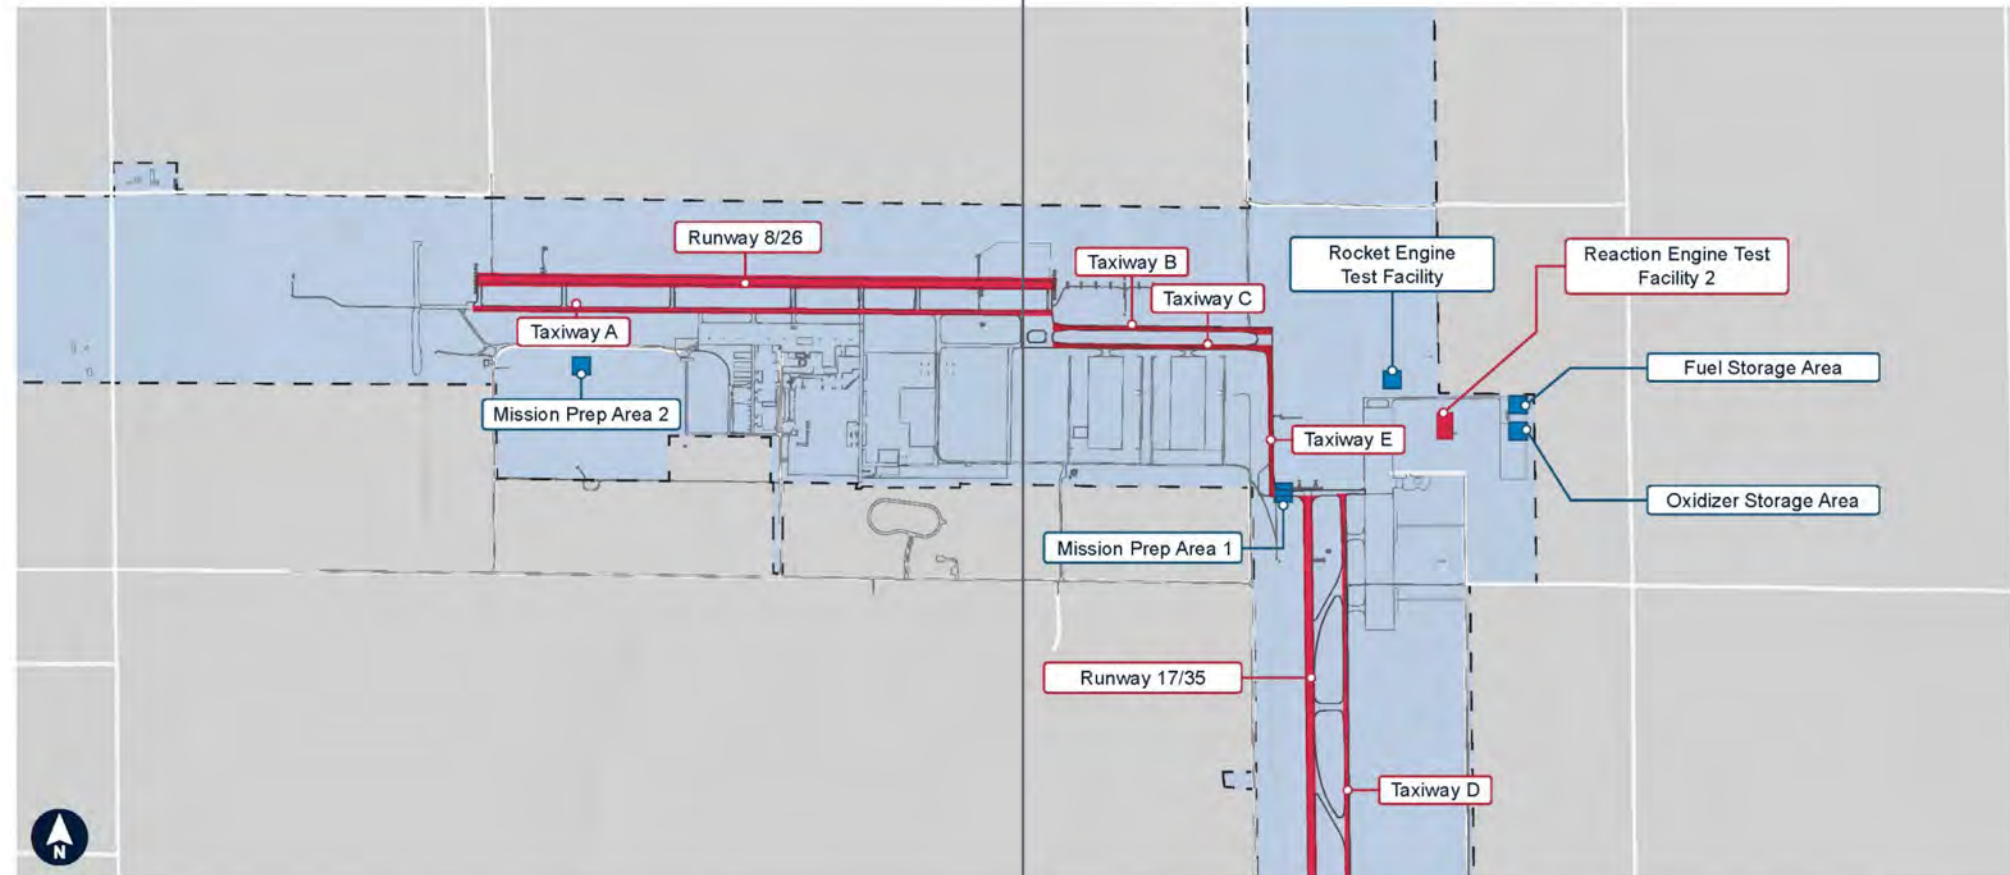 Runway 8/26
Taxiway B
Rocket Engine
Test Facility
Reaction Engine Test
Facility 2
Taxiway C
Taxiway A
Fuel Storage Area
Mission Prep Area 2
Taxiway E
Oxidizer Storage Area
Mission Prep Area 1
Runway 17/35
Taxiway D
N